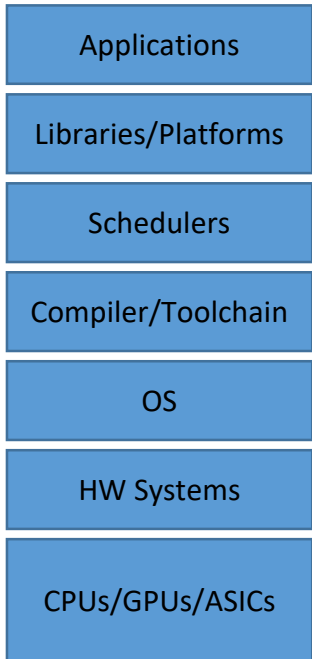 Applications
Libraries/Platforms
Schedulers
Compiler/Toolchain
OS
HW Systems
CPUs/GPUs/ASICs